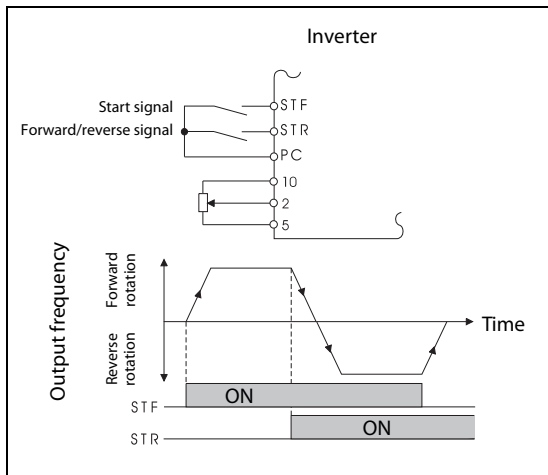 Inverter
Start signal
STF
Forward/reverse signal
STR
PC
10
2
5
Output frequency
Forward
rotation
Reverse
rotation
Time
STF
ON
STR
ON